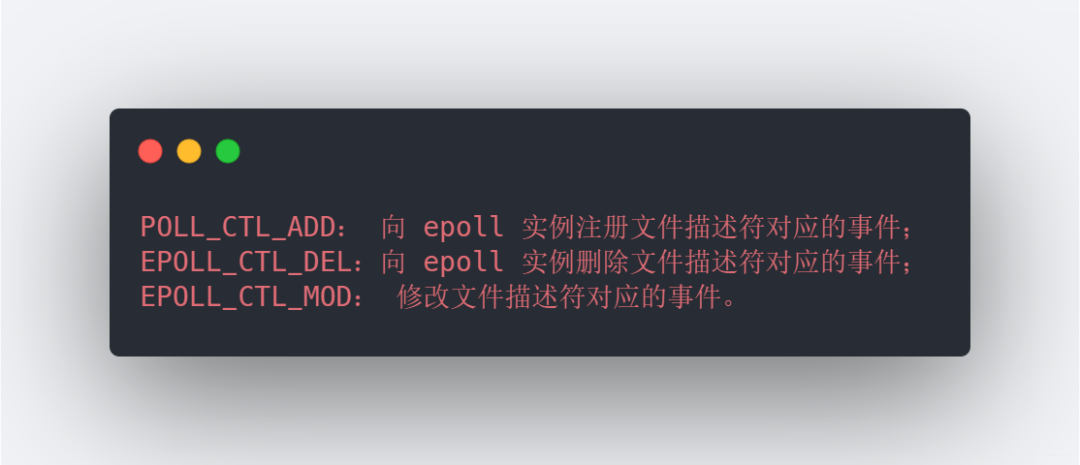 POLL_CTL_ADD： 向 epoll 实例注册文件描述符对应的事件；
EPOLL_CTL_DEL：向 epoll 实例删除文件描述符对应的事件；
EPOLL_CTL_MOD： 修改文件描述符对应的事件。